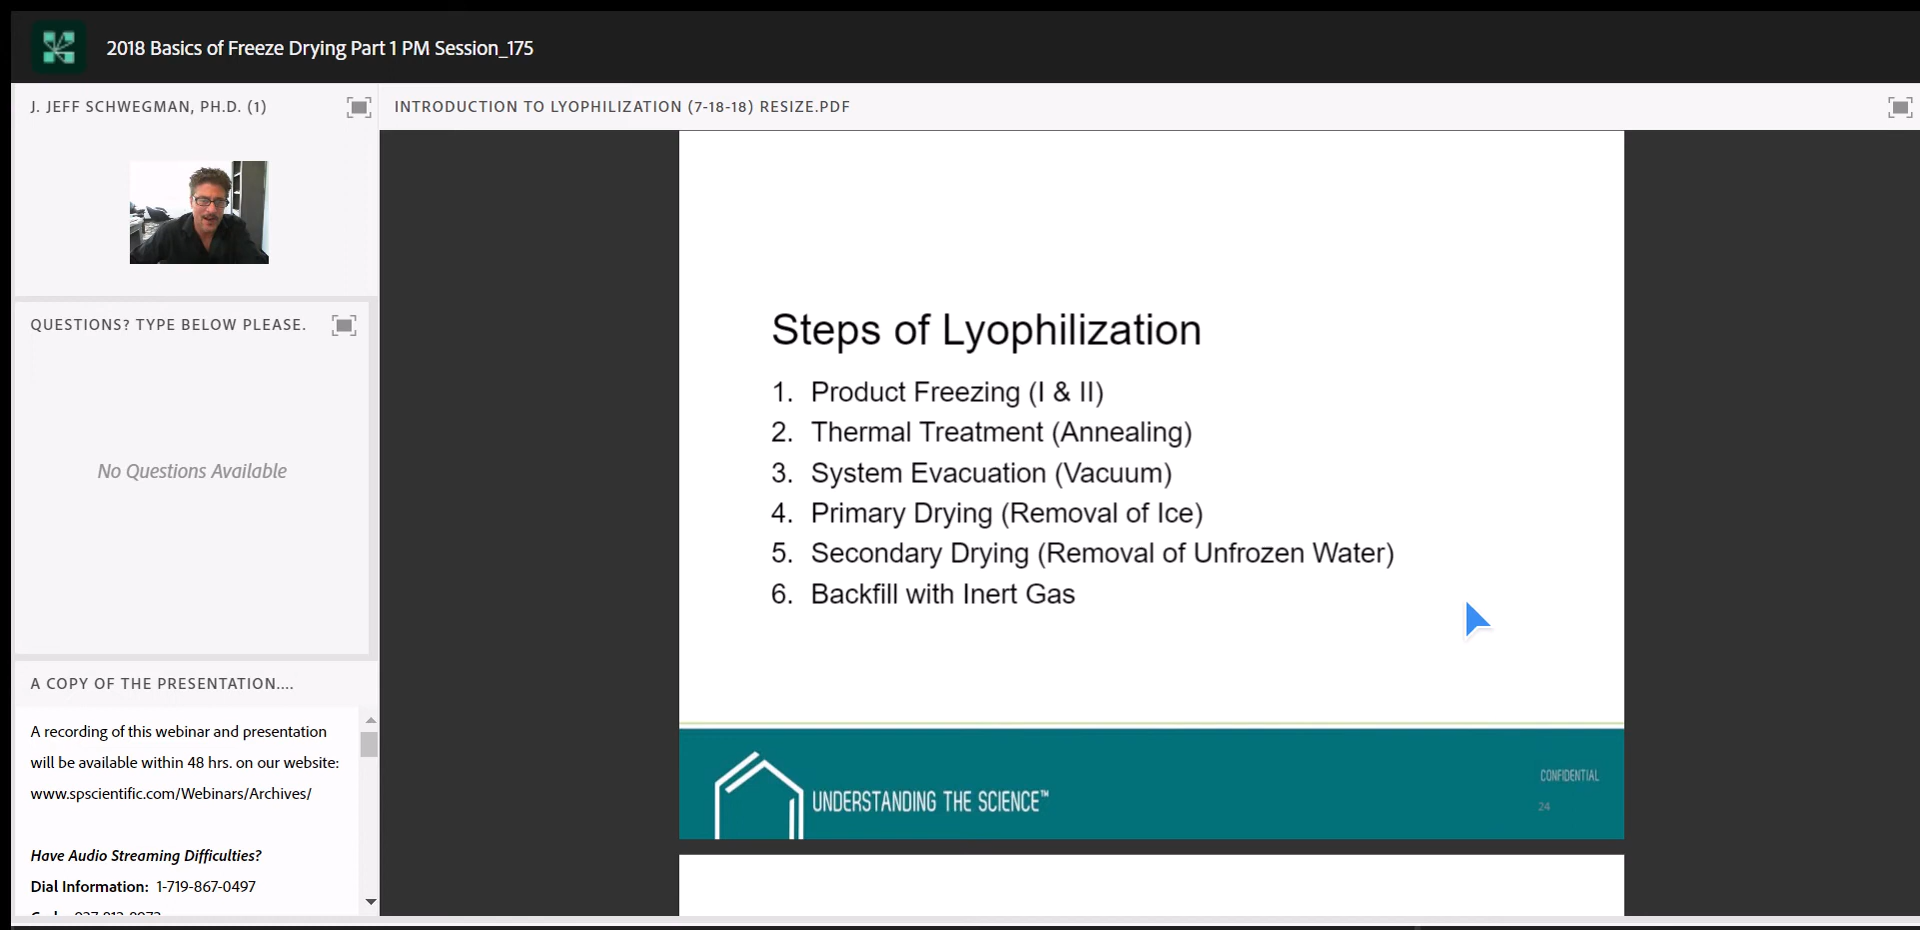 2018 Basics of Freeze Drying Part 1 PM Session_175
J. JEFF SCHWEGMAN, PH.D. (1)
INTRODUCTION TO LYOPHILIZATION (7-18-18) RESIZE.PDF
QUESTIONS? TYPE BELOW PLEASE.
No Questions Available
A COPY OF THE PRESENTATION....
A recording of this webinar and presentation
will be available within 48 hrs. on our website:
www.spscientific.com/Webinars/Archives/
Have Audio Streaming Difficulties?
Dial Information: 1-719-867-0497
Steps of Lyophilization
1. Product Freezing (I & II)
2. Thermal Treatment (Annealing)
3. System Evacuation (Vacuum)
4. Primary Drying (Removal of Ice)
5. Secondary Drying (Removal of Unfrozen Water)
6. Backfill with Inert Gas
UNDERSTANDING THE SCIENCE™
CONFIDENTIAL
24